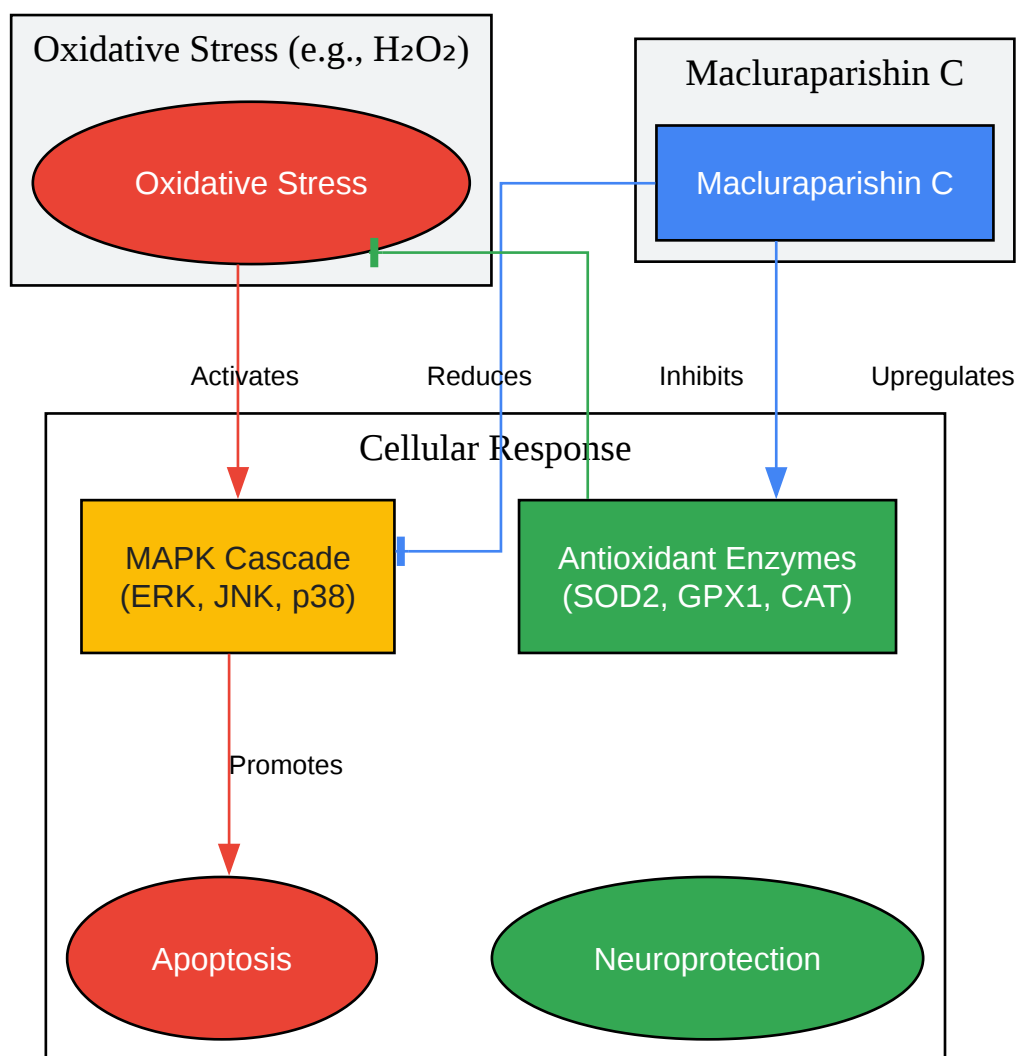 Oxidative Stress (e.g., H₂O₂)
Macluraparishin C
Oxidative Stress
Macluraparishin C
Activates
Reduces
Inhibits
Upregulates
Cellular Response
MAPK Cascade
(ERK, JNK, p38)
Antioxidant Enzymes
(SOD2, GPX1, CAT)
Promotes
Apoptosis
Neuroprotection